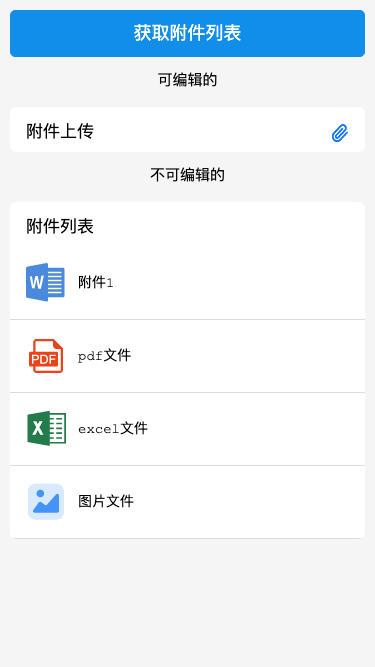 获取附件列表
可编辑的
附件上传
不可编辑的
附件列表
W 附件1
PDF pdf文件
X excel文件
图片文件